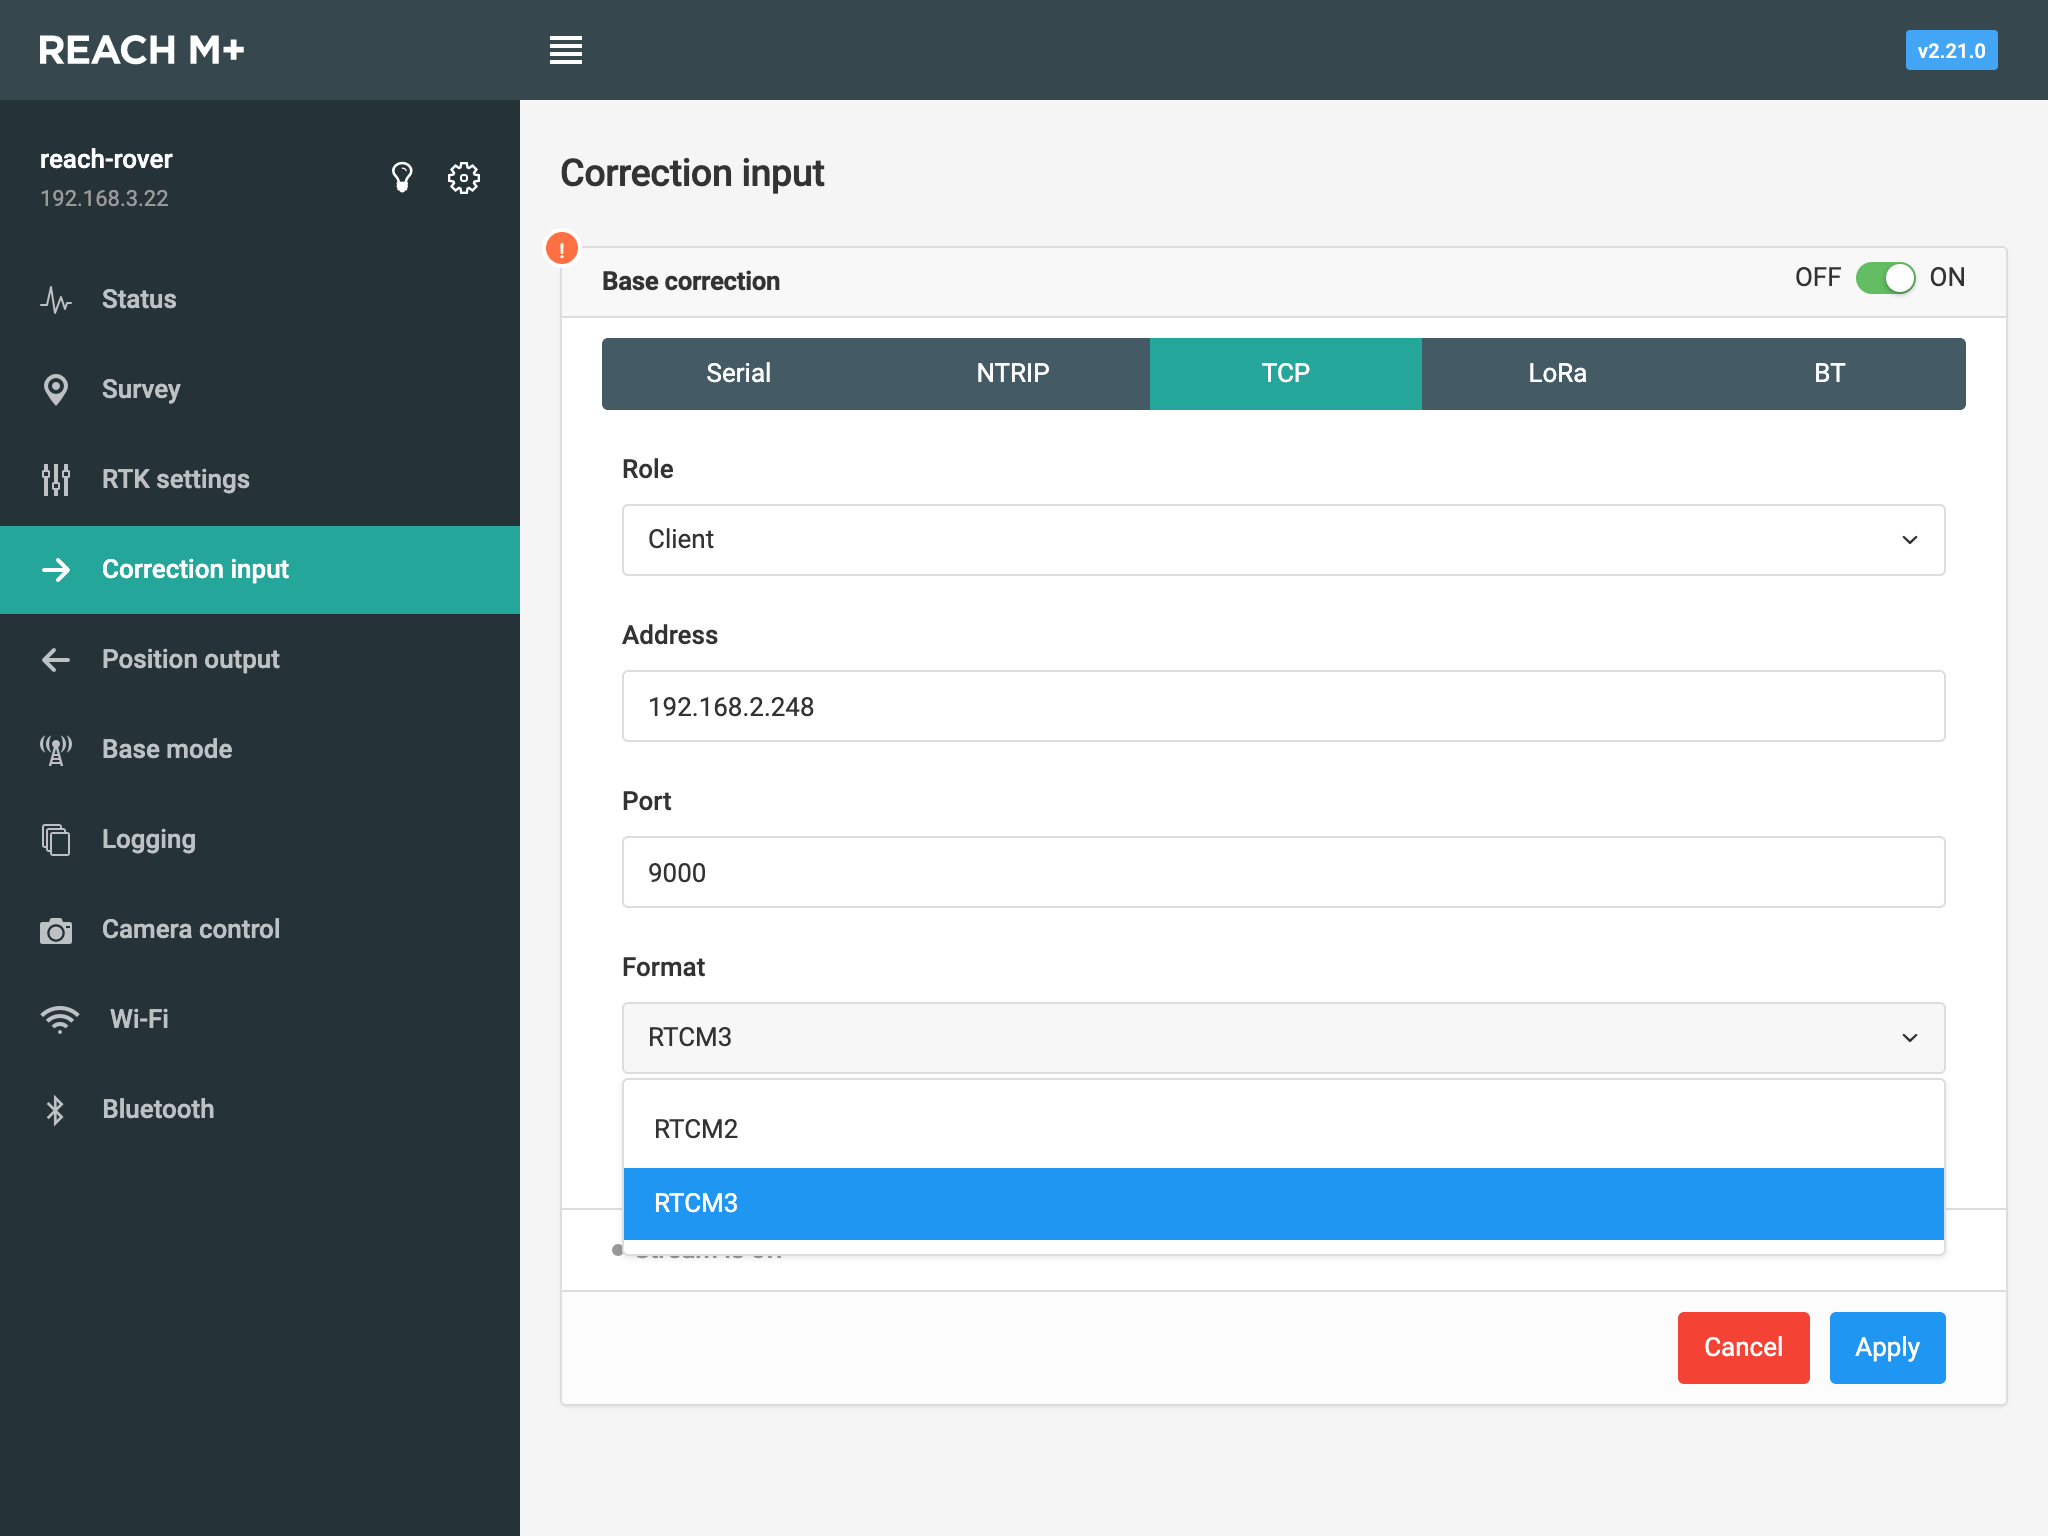 REACH M+
v2.21.0
reach-rover
192.168.3.22
Status
Survey
RTK settings
Correction input
Position output
Base mode
Logging
Camera control
Wi-Fi
Bluetooth
Correction input
!
Base correction
OFF ON
Serial NTRIP TCP LoRa BT
Role
Client
Address
192.168.2.248
Port
9000
Format
RTCM3
RTCM2
RTCM3
Cancel Apply